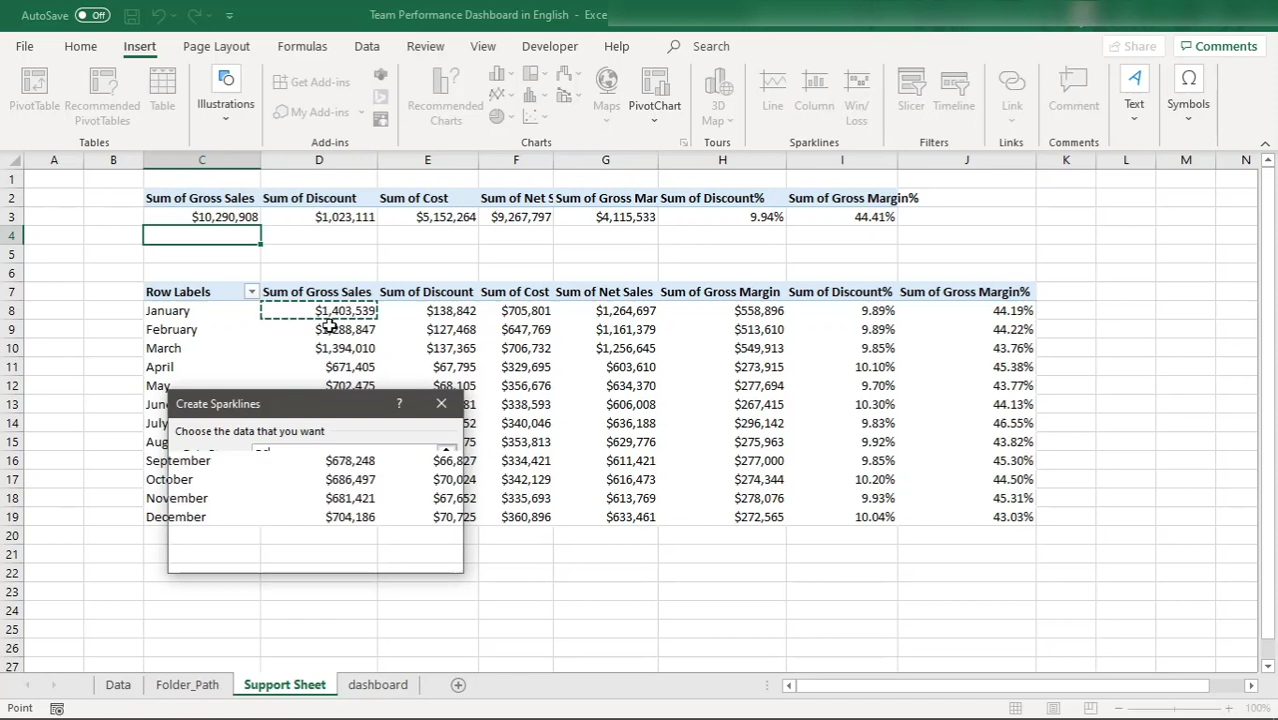 AutoSave Off Team Performance Dashboard in English - Exce
File Home Insert Page Layout Formulas Data Review View Developer Help Search Share Comments
PivotTable Recommended PivotTables Table Illustrations Get Add-ins My Add-ins Recommended Charts Maps PivotChart 3D Map Line Column Win/Loss Slicer Timeline Link Comment Text Symbols
Tables Add-ins Charts Tours Sparklines Filters Links Comments
A B C D E F G H I J K L M N
1
2 Sum of Gross Sales Sum of Discount Sum of Cost Sum of Net S Sum of Gross Mar Sum of Discount% Sum of Gross Margin%
3 $10,290,908 $1,023,111 $5,152,264 $9,267,797 $4,115,533 9.94% 44.41%
4
5
6
7 Row Labels Sum of Gross Sales Sum of Discount Sum of Cost Sum of Net Sales Sum of Gross Margin Sum of Discount% Sum of Gross Margin%
8 January $1,403,539 $138,842 $705,801 $1,264,697 $558,896 9.89% 44.19%
9 February $1,288,847 $127,468 $647,769 $1,161,379 $513,610 9.89% 44.22%
10 March $1,394,010 $137,365 $706,732 $1,256,645 $549,913 9.85% 43.76%
11 April $671,405 $67,795 $329,695 $603,610 $273,915 10.10% 45.38%
12 May $702,475 $68,105 $356,676 $634,370 $277,694 9.70% 43.77%
13 June 81 $338,593 $606,008 $267,415 10.30% 44.13%
14 July 52 $340,046 $636,188 $296,142 9.83% 46.55%
15 Aug 75 $353,813 $629,776 $275,963 9.92% 43.82%
16 September $678,248 $66,827 $334,421 $611,421 $277,000 9.85% 45.30%
17 October $686,497 $70,024 $342,129 $616,473 $274,344 10.20% 44.50%
18 November $681,421 $67,652 $335,693 $613,769 $278,076 9.93% 45.31%
19 December $704,186 $70,725 $360,896 $633,461 $272,565 10.04% 43.03%
Create Sparklines ?
Choose the data that you want
20
21
22
23
24
25
26
27
Data Folder_Path Support Sheet dashboard
Point 100%